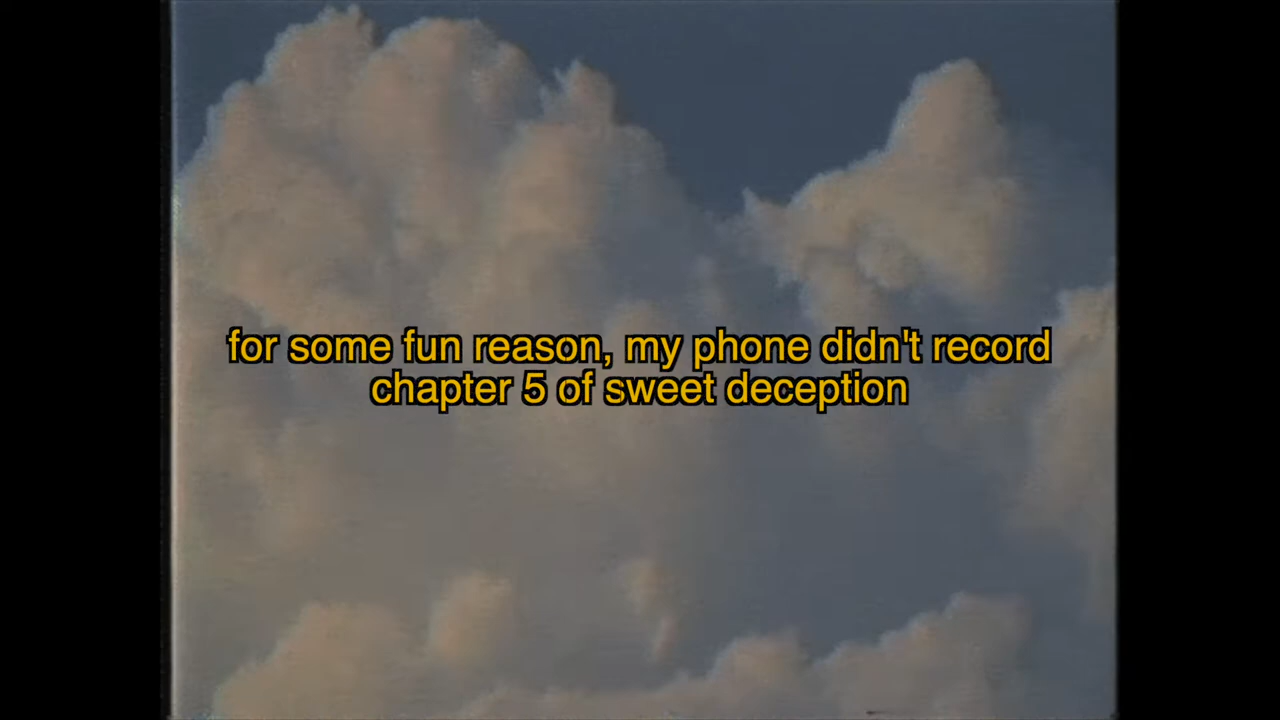 for some fun reason, my phone didn't record
chapter 5 of sweet deception